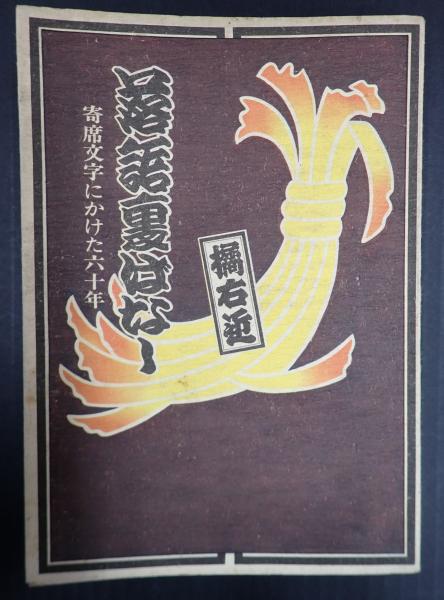 落語裏ばなし
寄席文字にかけた六十年
橘右近